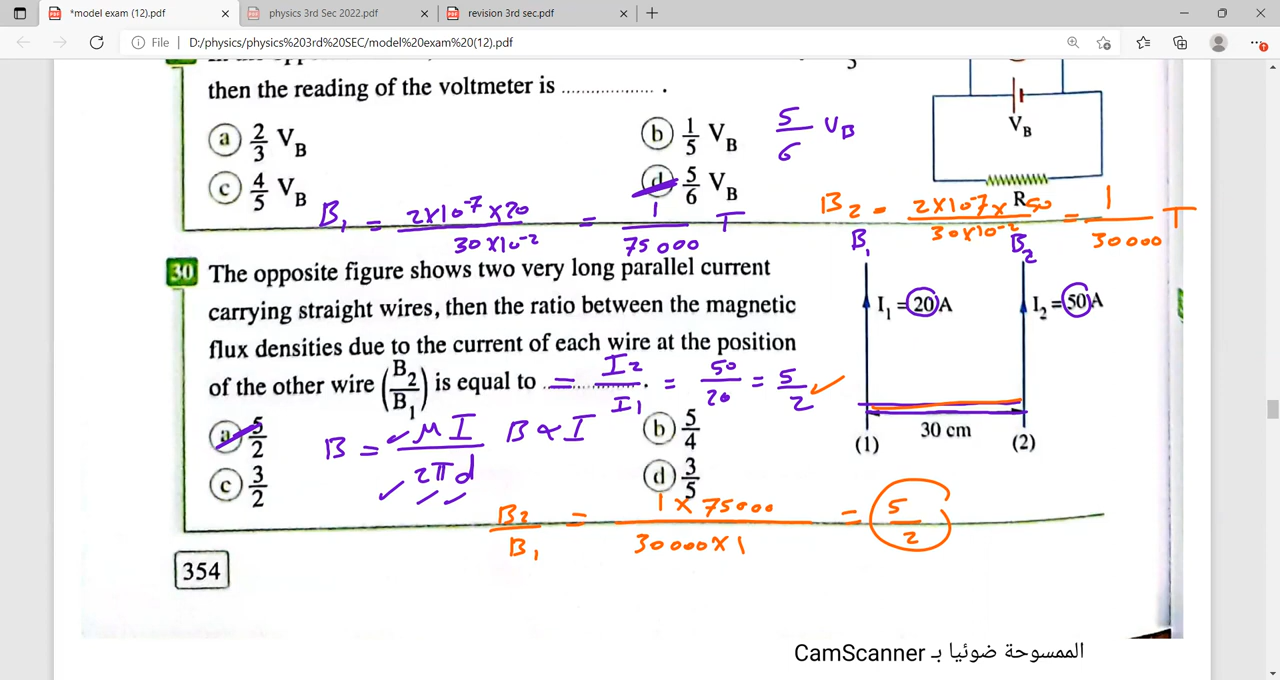 *model exam (12).pdf
physics 3rd Sec 2022.pdf
revision 3rd sec.pdf
File D:/physics/physics%203rd%20SEC/model%20exam%20(12).pdf
then the reading of the voltmeter is ................... .
a 2/3 V_B
b 1/5 V_B
5/6 V_B
c 4/5 V_B
d 5/6 V_B
V_B
R
B₁ = 2×10⁻⁷×20 / 30×10⁻² = 1 / 75000 T
B₂ = 2×10⁻⁷×50 / 30×10⁻² = 1 / 30000 T
30 The opposite figure shows two very long parallel current
carrying straight wires, then the ratio between the magnetic
flux densities due to the current of each wire at the position
of the other wire (B₂/B₁) is equal to .................. .
= I₂/I₁ = 50/20 = 5/2
a 5/2
b 5/4
c 3/2
d 3/5
B = μI / 2πd
B ∝ I
B₁
B₂
I₁ = 20 A
I₂ = 50 A
30 cm
(1)
(2)
B₂/B₁ = 1×75000 / 30000×1 = 5/2
354
الممسوحة ضوئيا بـ CamScanner